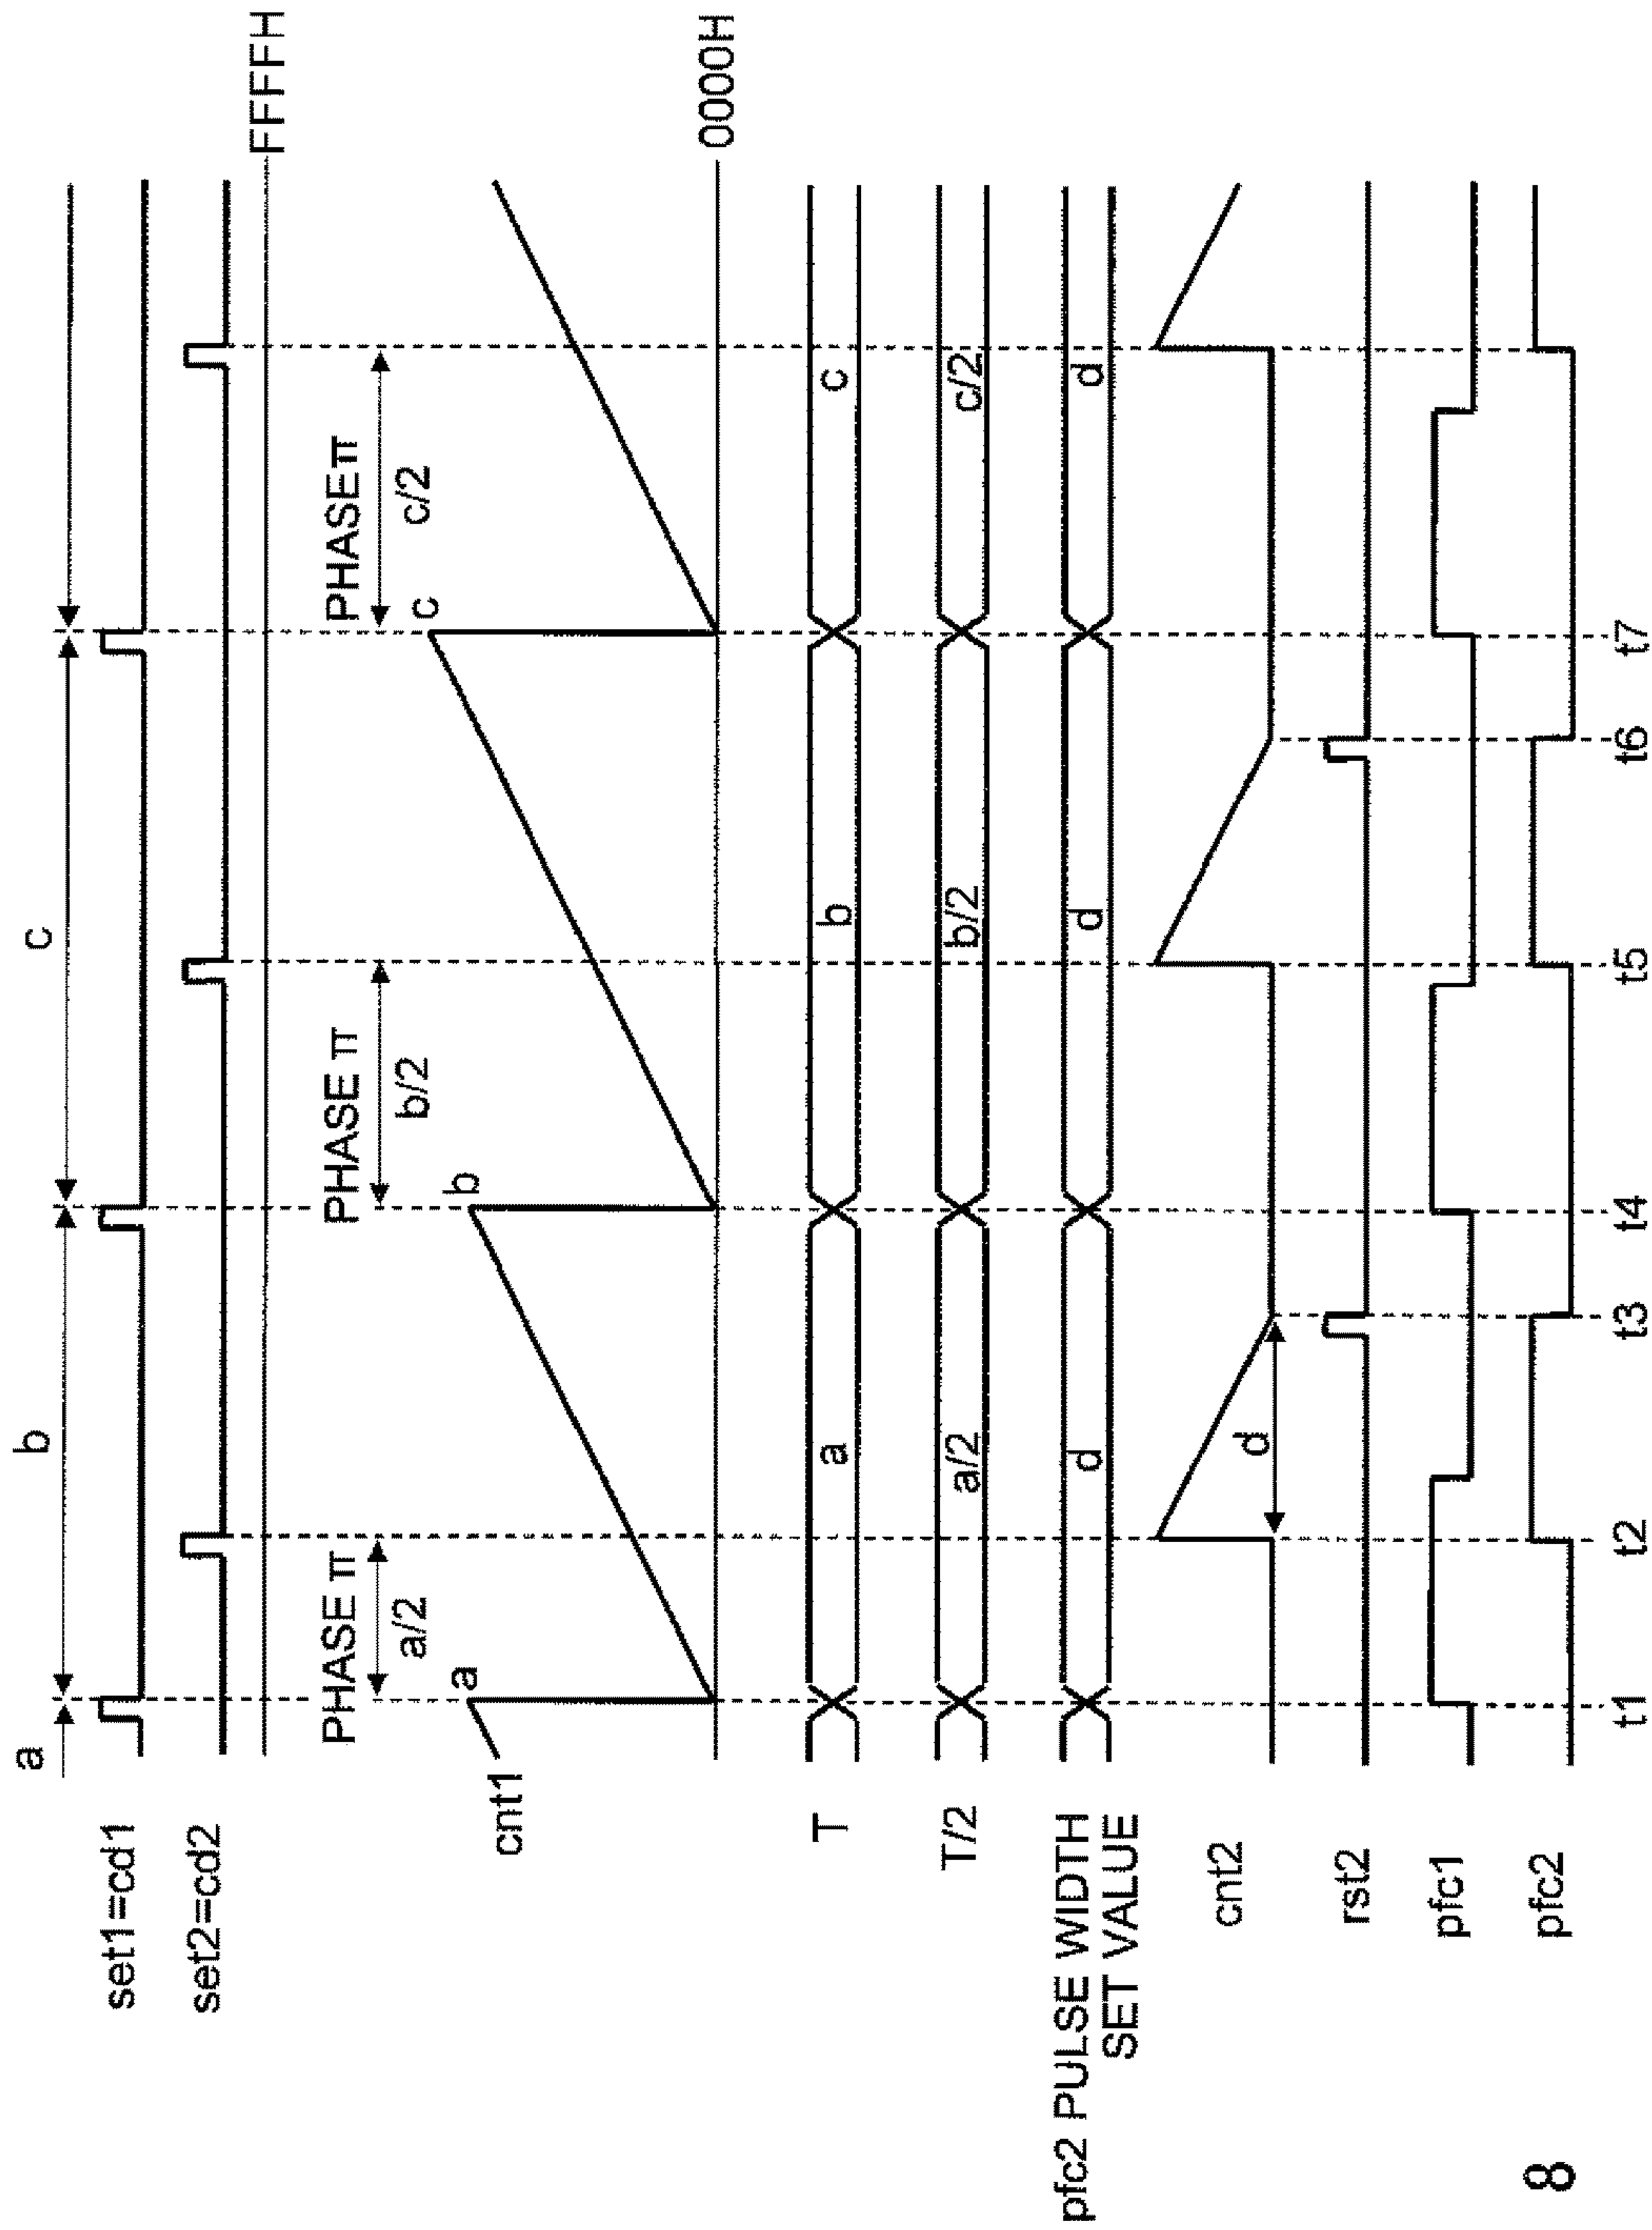 a b c
set1=cd1
set2=cd2
FFFFH
PHASE π PHASE π PHASEπ
a/2 b/2 c/2
a b c
cnt1
0000H
T a b c
T/2 a/2 b/2 c/2
pfc2 PULSE WIDTH
SET VALUE
d d d
cnt2 d
rst2
pfc1
pfc2
t1 t2 t3 t4 t5 t6 t7
8